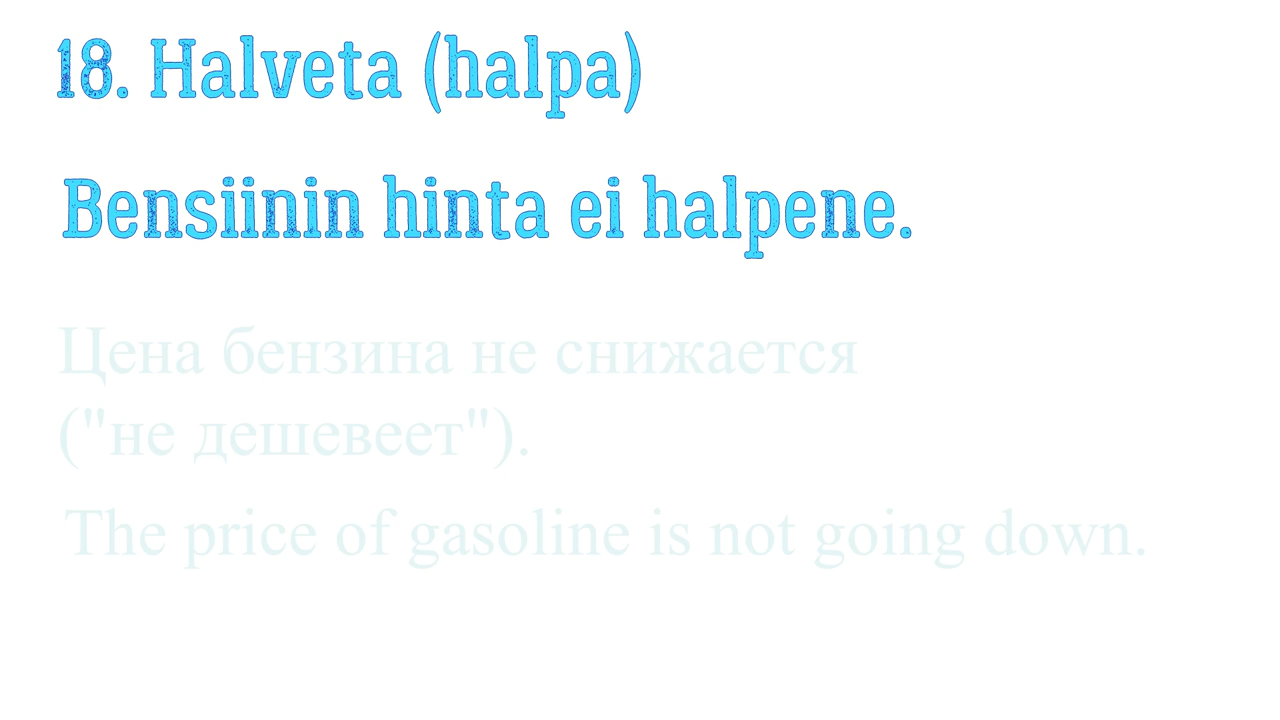 18. Halveta (halpa)
Bensiinin hinta ei halpene.
Цена бензина не снижается
("не дешевеет").
The price of gasoline is not going down.